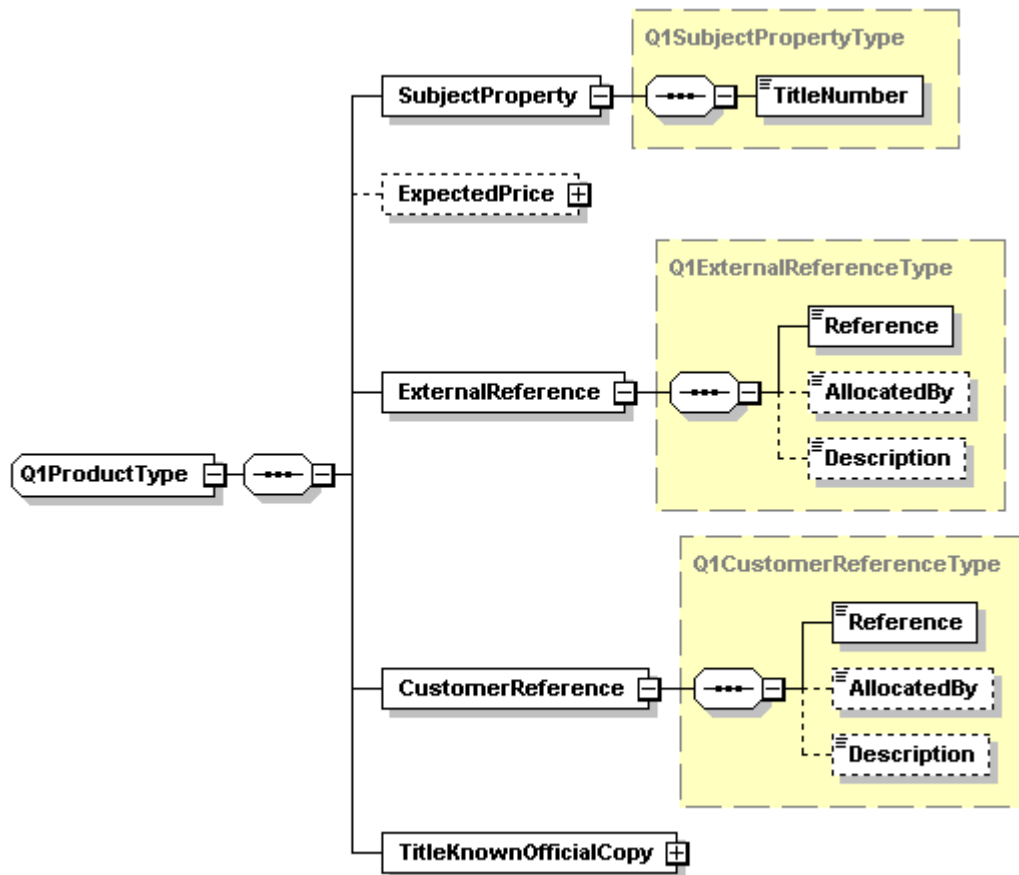 Q1SubjectPropertyType
SubjectProperty
TitleNumber
ExpectedPrice
Q1ExternalReferenceType
Reference
ExternalReference
AllocatedBy
Description
Q1ProductType
Q1CustomerReferenceType
Reference
CustomerReference
AllocatedBy
Description
TitleKnownOfficialCopy